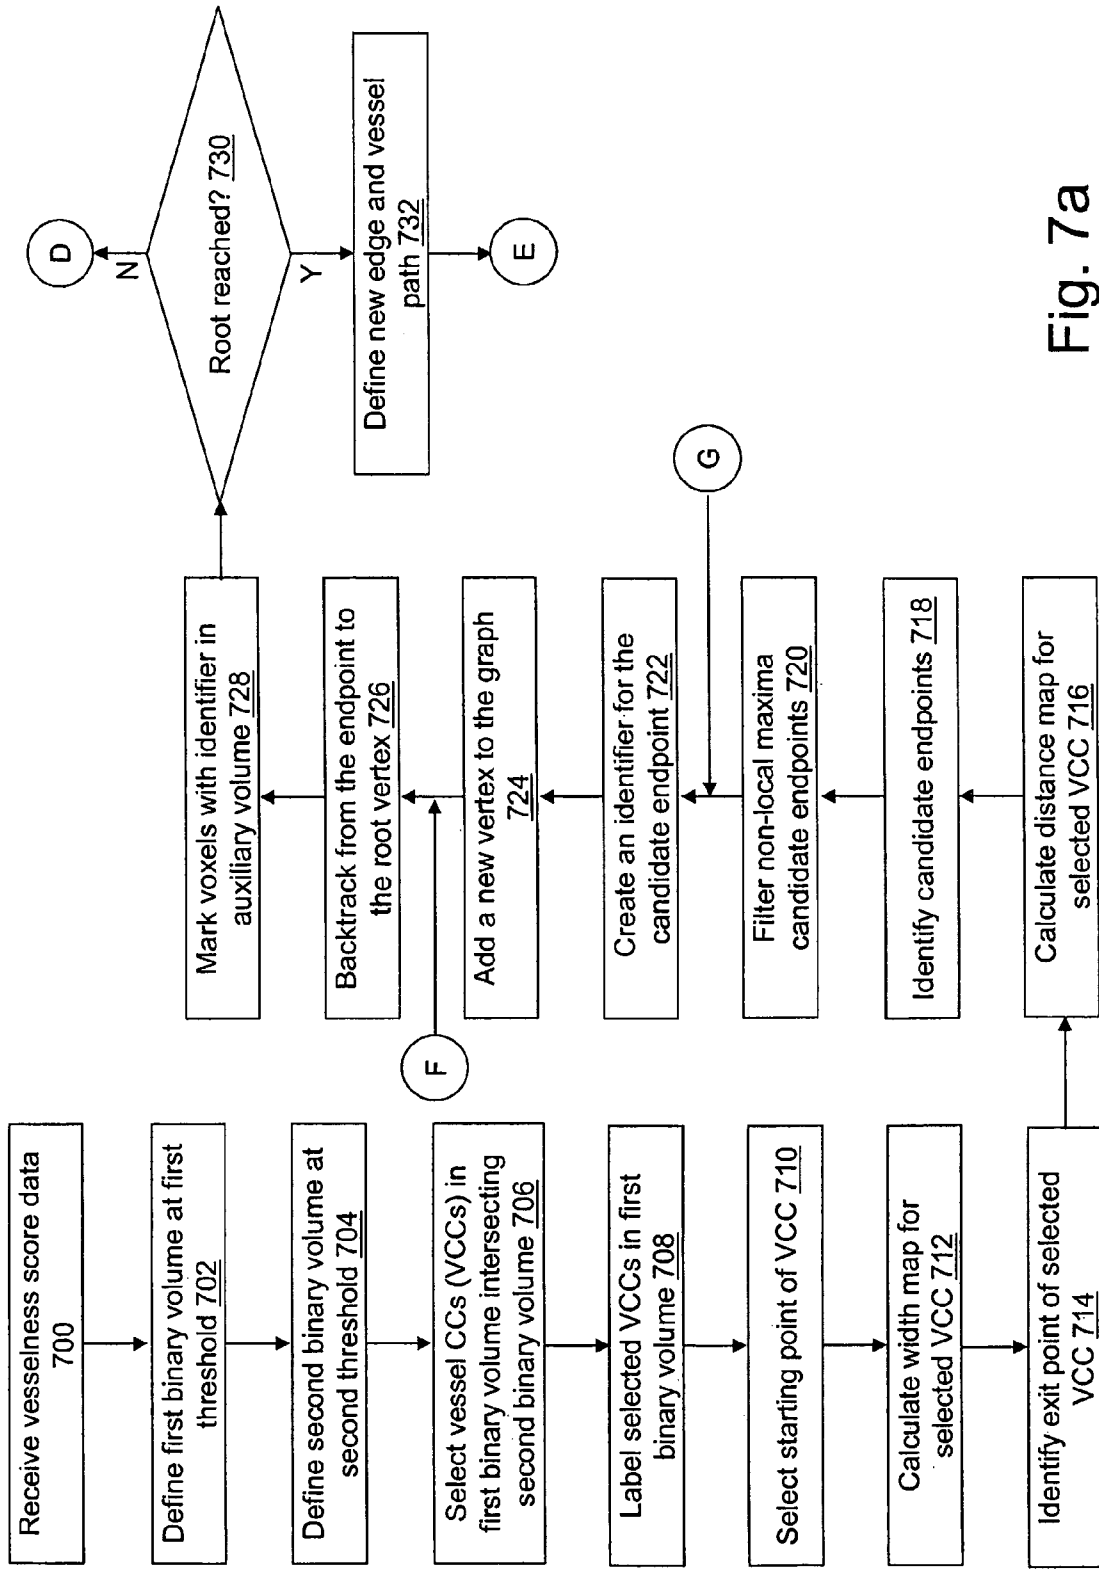 Receive vesselness score data
700
Define first binary volume at first
threshold 702
Define second binary volume at
second threshold 704
Select vessel CCs (VCCs) in
first binary volume intersecting
second binary volume 706
Label selected VCCs in first
binary volume 708
Select starting point of VCC 710
Calculate width map for
selected VCC 712
Identify exit point of selected
VCC 714
Calculate distance map for
selected VCC 716
Identify candidate endpoints 718
Filter non-local maxima
candidate endpoints 720
G
Create an identifier for the
candidate endpoint 722
Add a new vertex to the graph
724
F
Backtrack from the endpoint to
the root vertex 726
Mark voxels with identifier in
auxiliary volume 728
Root reached? 730
N
D
Y
Define new edge and vessel
path 732
E
Fig. 7a